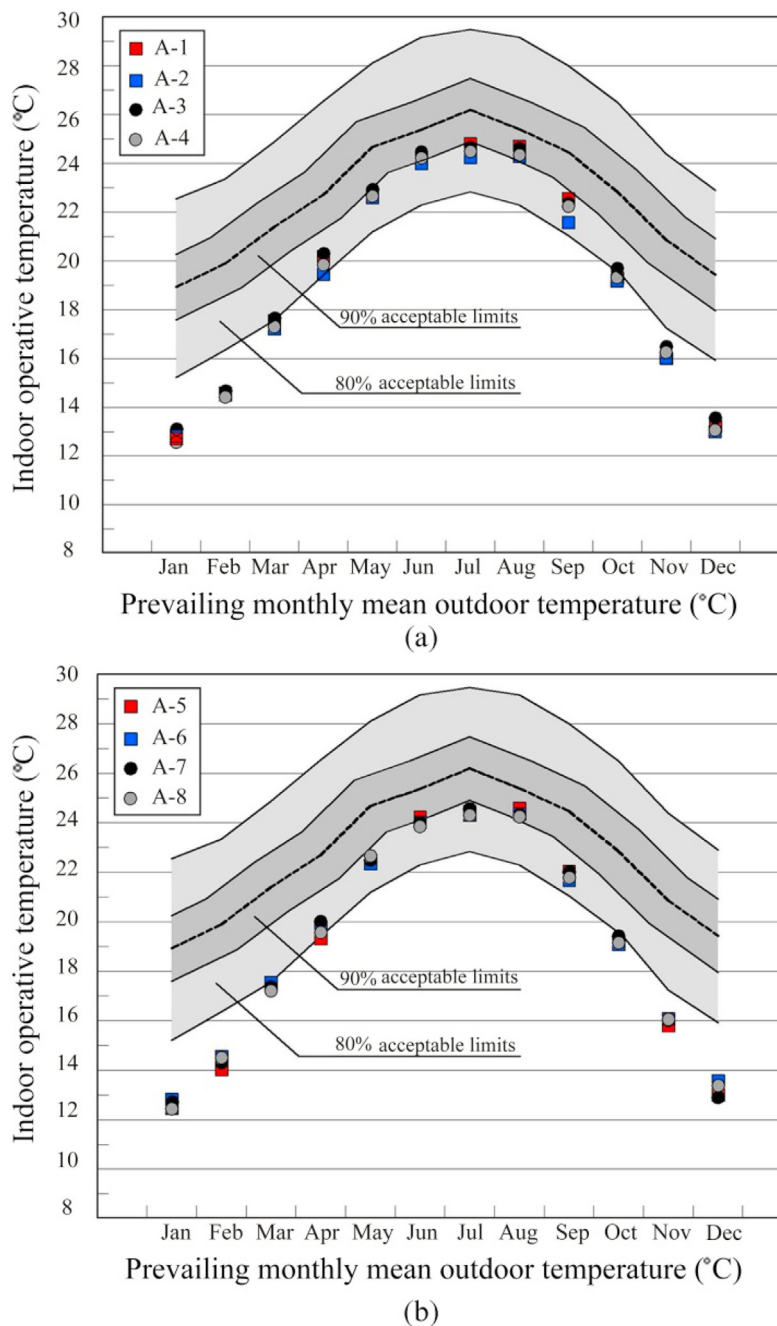 30
28
26
24
22
20
18
16
14
12
10
8
Indoor operative temperature (°C)
A-1
A-2
A-3
A-4
90% acceptable limits
80% acceptable limits
Jan Feb Mar Apr May Jun Jul Aug Sep Oct Nov Dec
Prevailing monthly mean outdoor temperature (°C)
(a)
30
28
26
24
22
20
18
16
14
12
10
8
Indoor operative temperature (°C)
A-5
A-6
A-7
A-8
90% acceptable limits
80% acceptable limits
Jan Feb Mar Apr May Jun Jul Aug Sep Oct Nov Dec
Prevailing monthly mean outdoor temperature (°C)
(b)